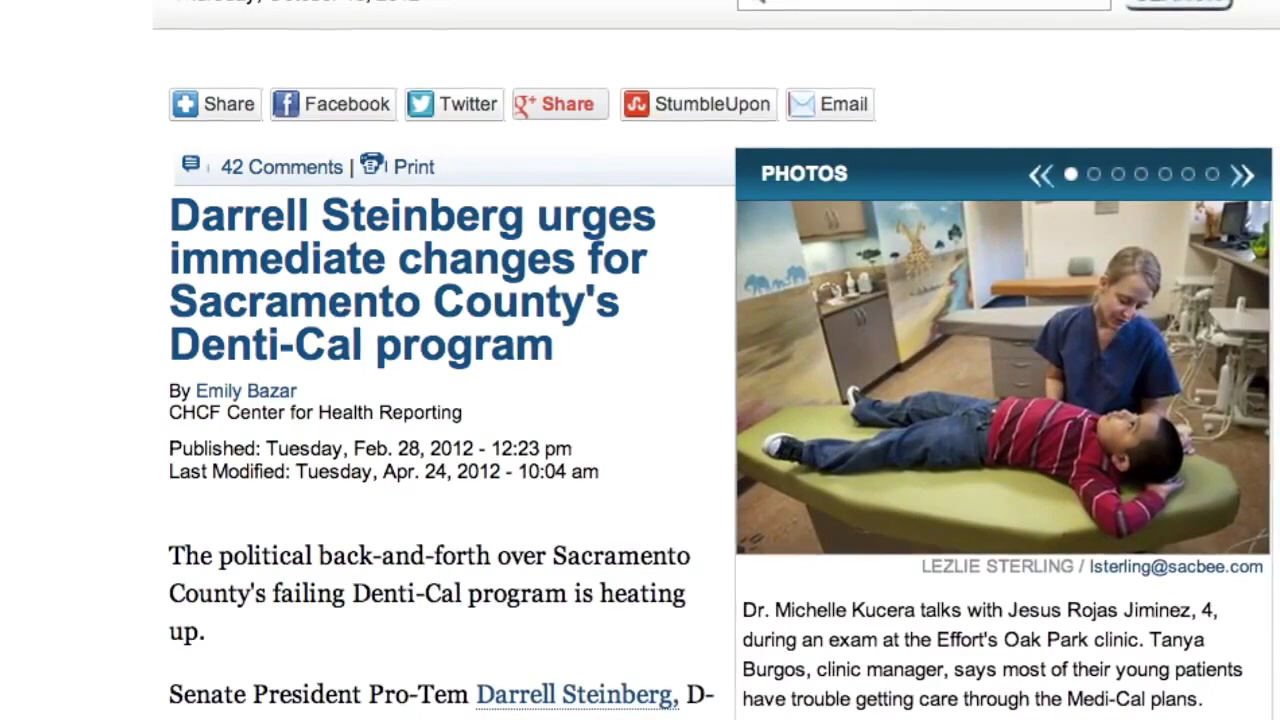 Share
Facebook
Twitter
g+ Share
StumbleUpon
Email
42 Comments | Print
Darrell Steinberg urges
immediate changes for
Sacramento County's
Denti-Cal program
By Emily Bazar
CHCF Center for Health Reporting
Published: Tuesday, Feb. 28, 2012 - 12:23 pm
Last Modified: Tuesday, Apr. 24, 2012 - 10:04 am
The political back-and-forth over Sacramento
County's failing Denti-Cal program is heating
up.
Senate President Pro-Tem Darrell Steinberg, D-
PHOTOS
LEZLIE STERLING / lsterling@sacbee.com
Dr. Michelle Kucera talks with Jesus Rojas Jiminez, 4,
during an exam at the Effort's Oak Park clinic. Tanya
Burgos, clinic manager, says most of their young patients
have trouble getting care through the Medi-Cal plans.